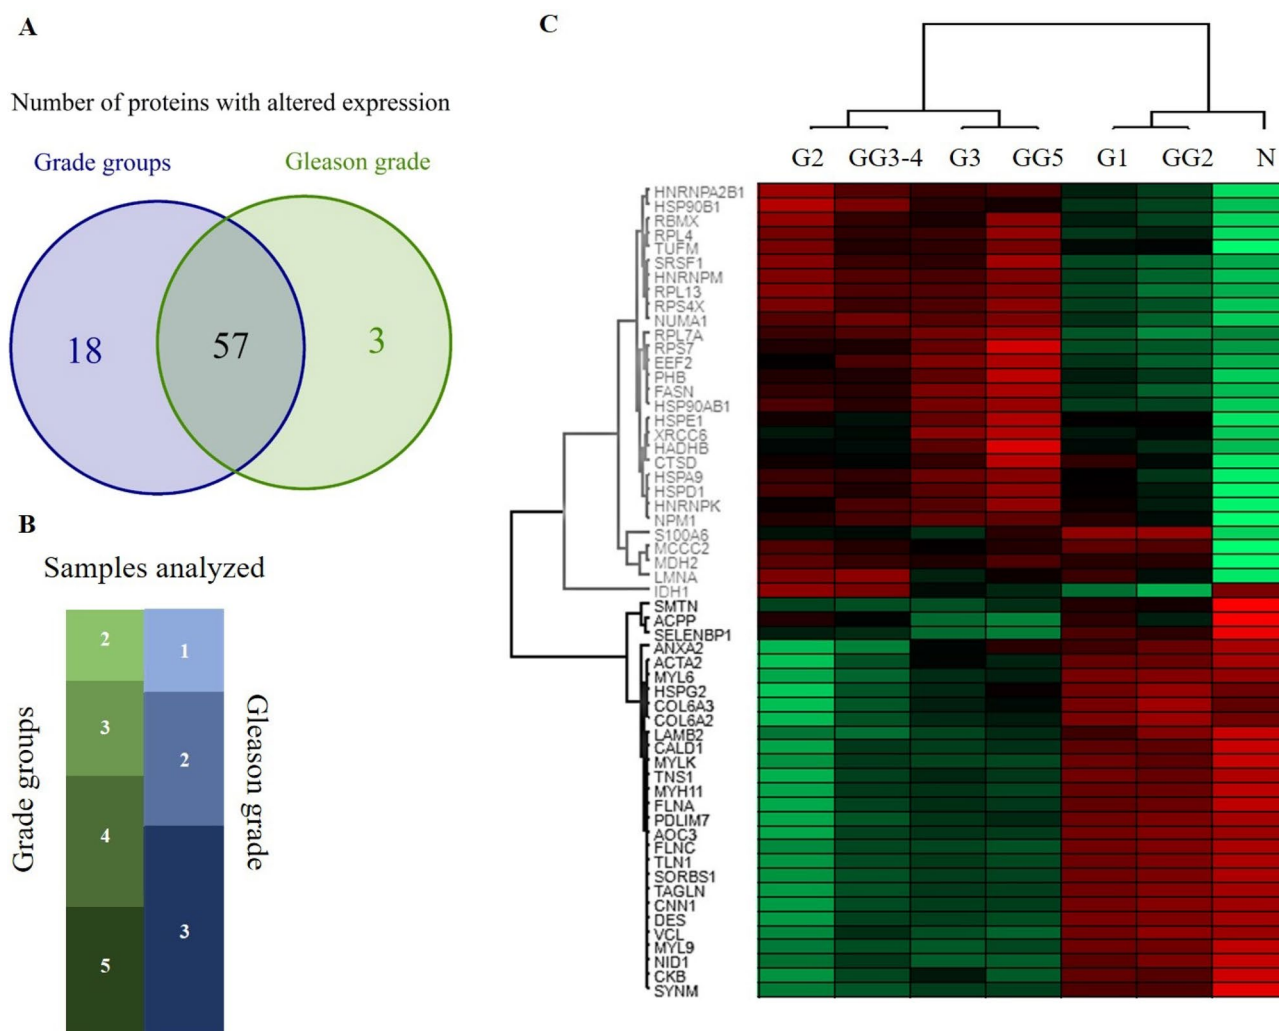 A
Number of proteins with altered expression
Grade groups
Gleason grade
18
57
3
B
Samples analyzed
Grade groups
2
3
4
5
1
2
3
Gleason grade
C
G2 GG3-4 G3 GG5 G1 GG2 N
HNRNPA2B1
HSP90B1
RBMX
RPL4
TUFM
SRSF1
HNRNPM
RPL13
RPS4X
NUMA1
RPL7A
RPS7
EEF2
PHB
FASN
HSP90AB1
HSPE1
XRCC6
HADHB
CTSD
HSPA9
HSPD1
HNRNPK
NPM1
S100A6
MCCC2
MDH2
LMNA
IDH1
SMTN
ACPP
SELENBP1
ANXA2
ACTA2
MYL6
HSPG2
COL6A3
COL6A2
LAMB2
CALD1
MYLK
TNS1
MYH11
FLNA
PDLIM7
AOC3
FLNC
TLN1
SORBS1
TAGLN
CNN1
DES
VCL
MYL9
NID1
CKB
SYNM